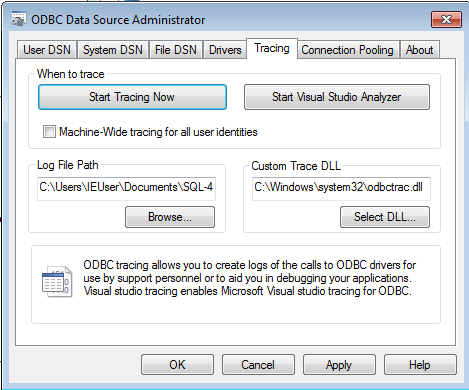 ODBC Data Source Administrator
User DSN System DSN File DSN Drivers Tracing Connection Pooling About
When to trace
Start Tracing Now Start Visual Studio Analyzer
Machine-Wide tracing for all user identities
Log File Path Custom Trace DLL
C:\Users\IEUser\Documents\SQL-4 C:\Windows\system32\odbctrac.dll
Browse... Select DLL...
ODBC tracing allows you to create logs of the calls to ODBC drivers for
use by support personnel or to aid you in debugging your applications.
Visual studio tracing enables Microsoft Visual studio tracing for ODBC.
OK Cancel Apply Help